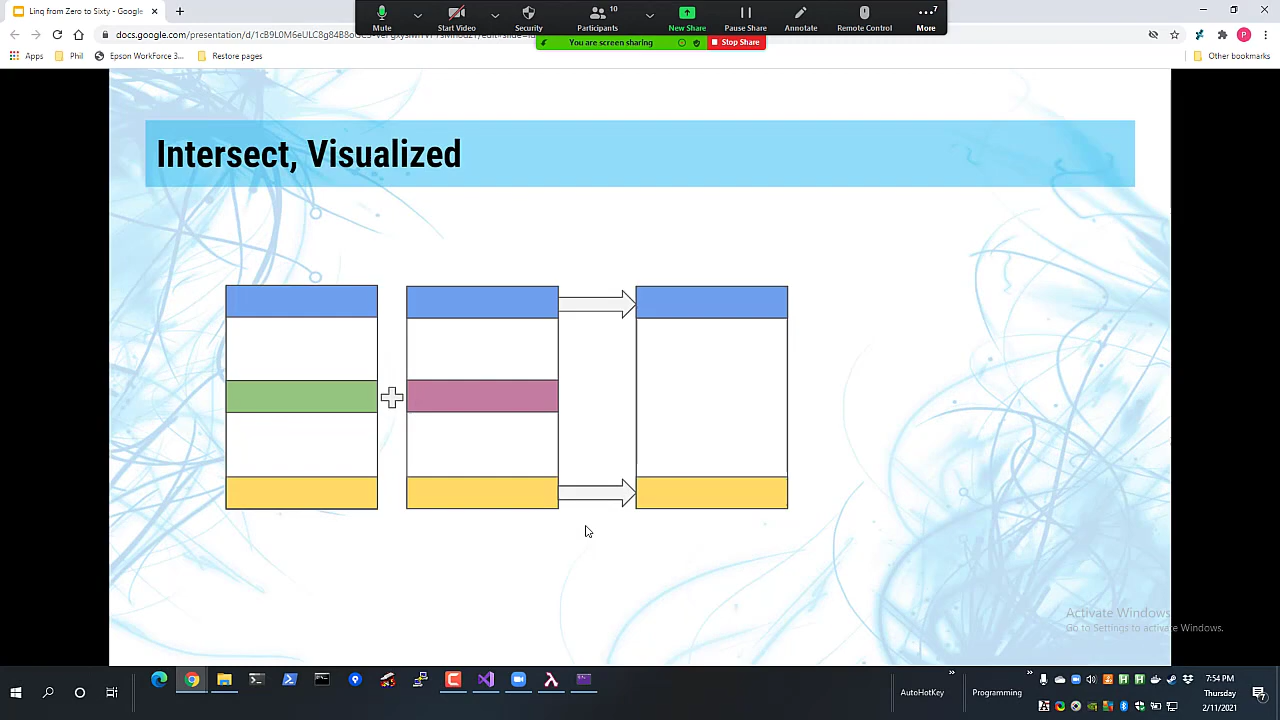 Linq from Zero to Sixty - Google
Mute
Start Video
Security
10
Participants
New Share
Pause Share
Annotate
Remote Control
More
You are screen sharing
Stop Share
Apps
Phil
Epson WorkForce 3...
Restore pages
Other bookmarks
Intersect, Visualized
Activate Windows
Go to Settings to activate Windows.
AutoHotKey
Programming
7:54 PM
Thursday
2/11/2021